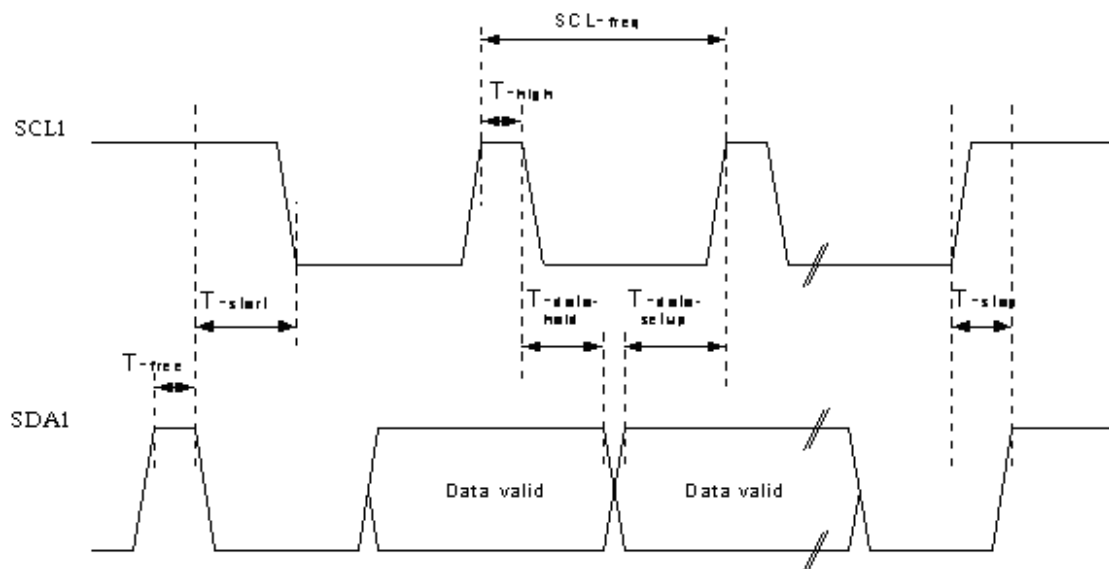 SCL-freq
T-high
SCL1
T-start
T-data-
hold
T-data-
setup
T-stop
T-free
SDA1
Data valid
Data valid